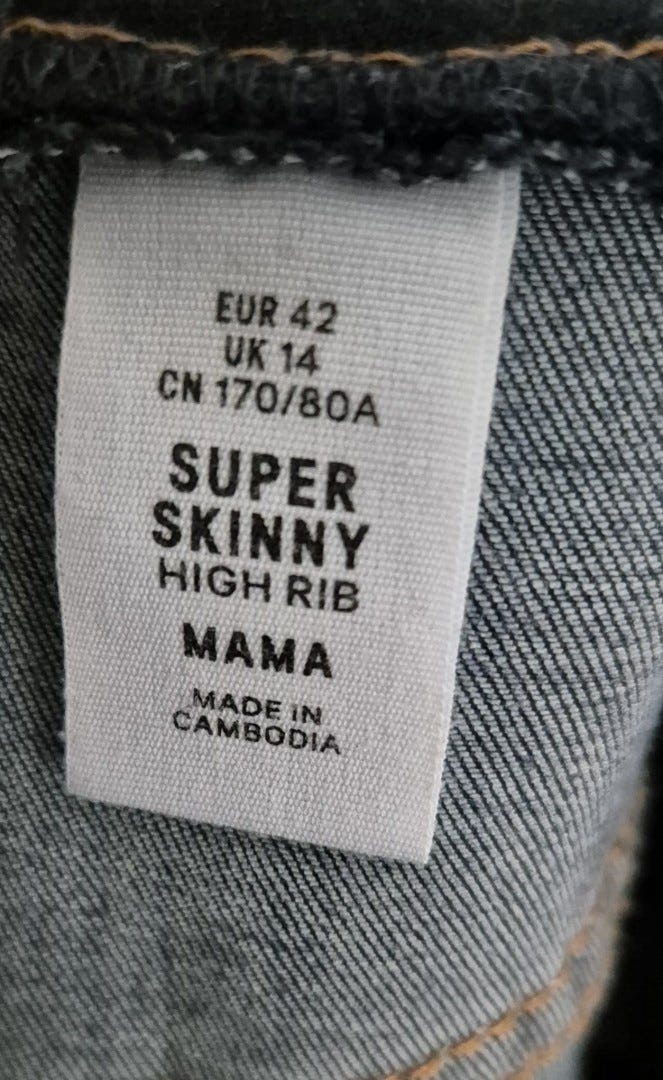 EUR 42
UK 14
CN 170/80A
SUPER
SKINNY
HIGH RIB
MAMA
MADE IN
CAMBODIA